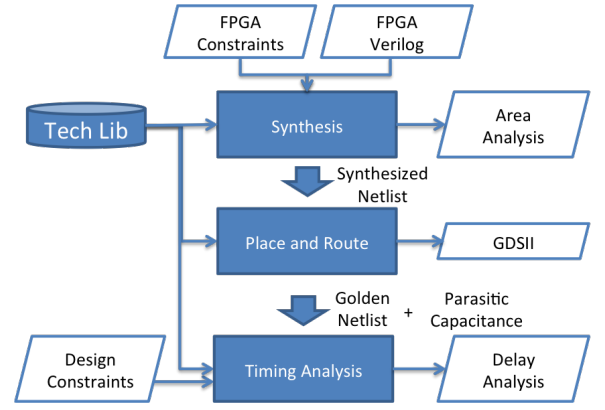 FPGA
Constraints
FPGA
Verilog
Tech Lib
Synthesis
Area
Analysis
Synthesized
Netlist
Place and Route
GDSII
Golden
Netlist
+
Parasitic
Capacitance
Design
Constraints
Timing Analysis
Delay
Analysis